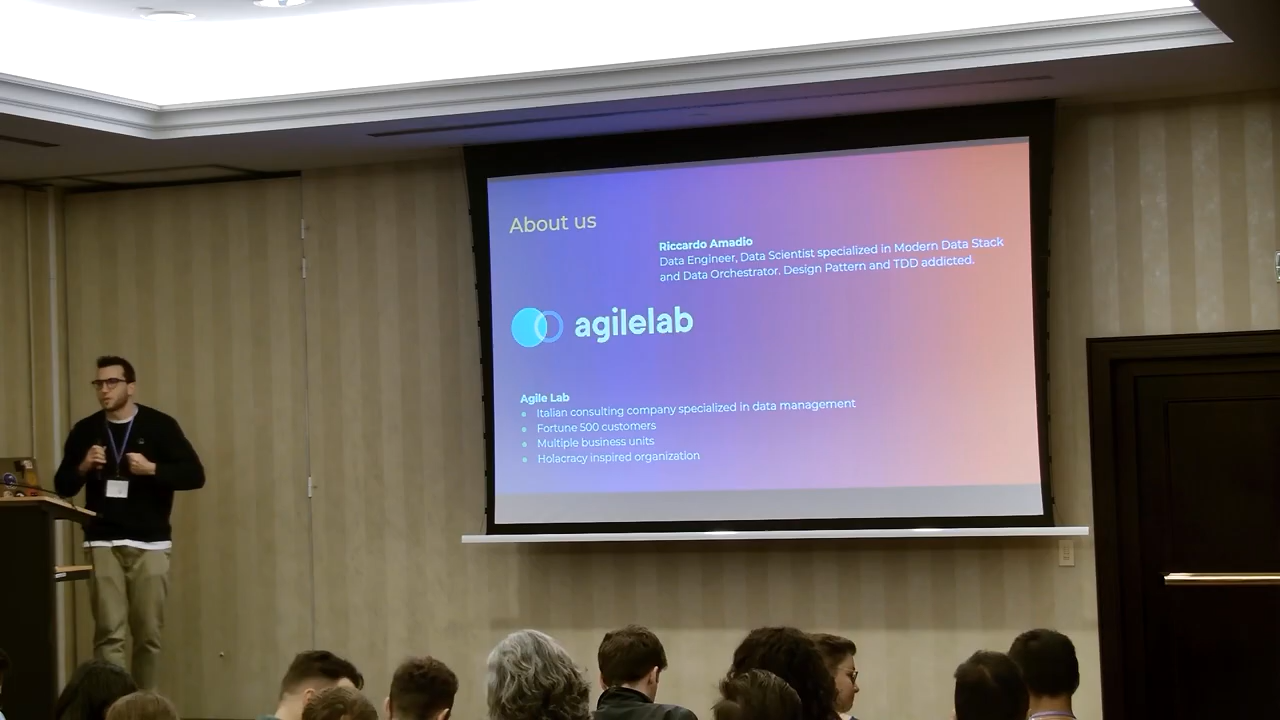 About us
Riccardo Amadio
Data Engineer, Data Scientist specialized in Modern Data Stack
and Data Orchestrator. Design Pattern and TDD addicted.
agilelab
Agile Lab
• Italian consulting company specialized in data management
• Fortune 500 customers
• Multiple business units
• Holacracy inspired organization